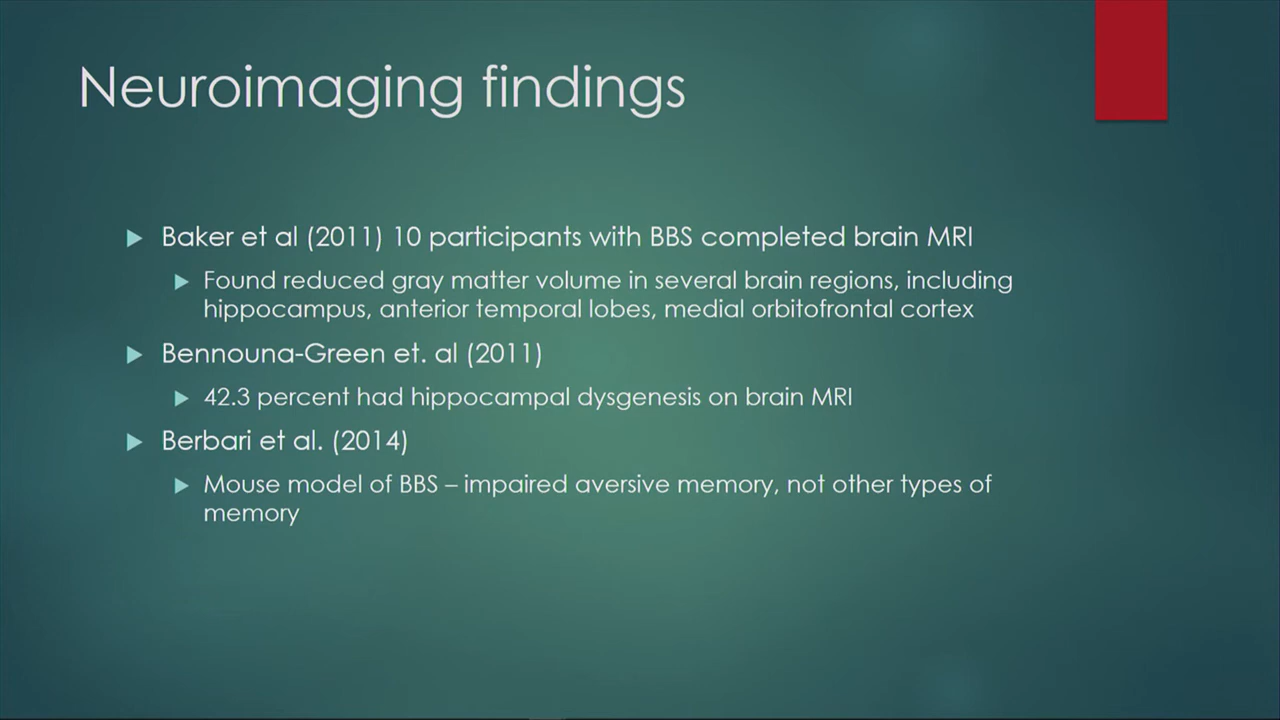 Neuroimaging findings
Baker et al (2011) 10 participants with BBS completed brain MRI
Found reduced gray matter volume in several brain regions, including
hippocampus, anterior temporal lobes, medial orbitofrontal cortex
Bennouna-Green et. al (2011)
42.3 percent had hippocampal dysgenesis on brain MRI
Berbari et al. (2014)
Mouse model of BBS – impaired aversive memory, not other types of
memory